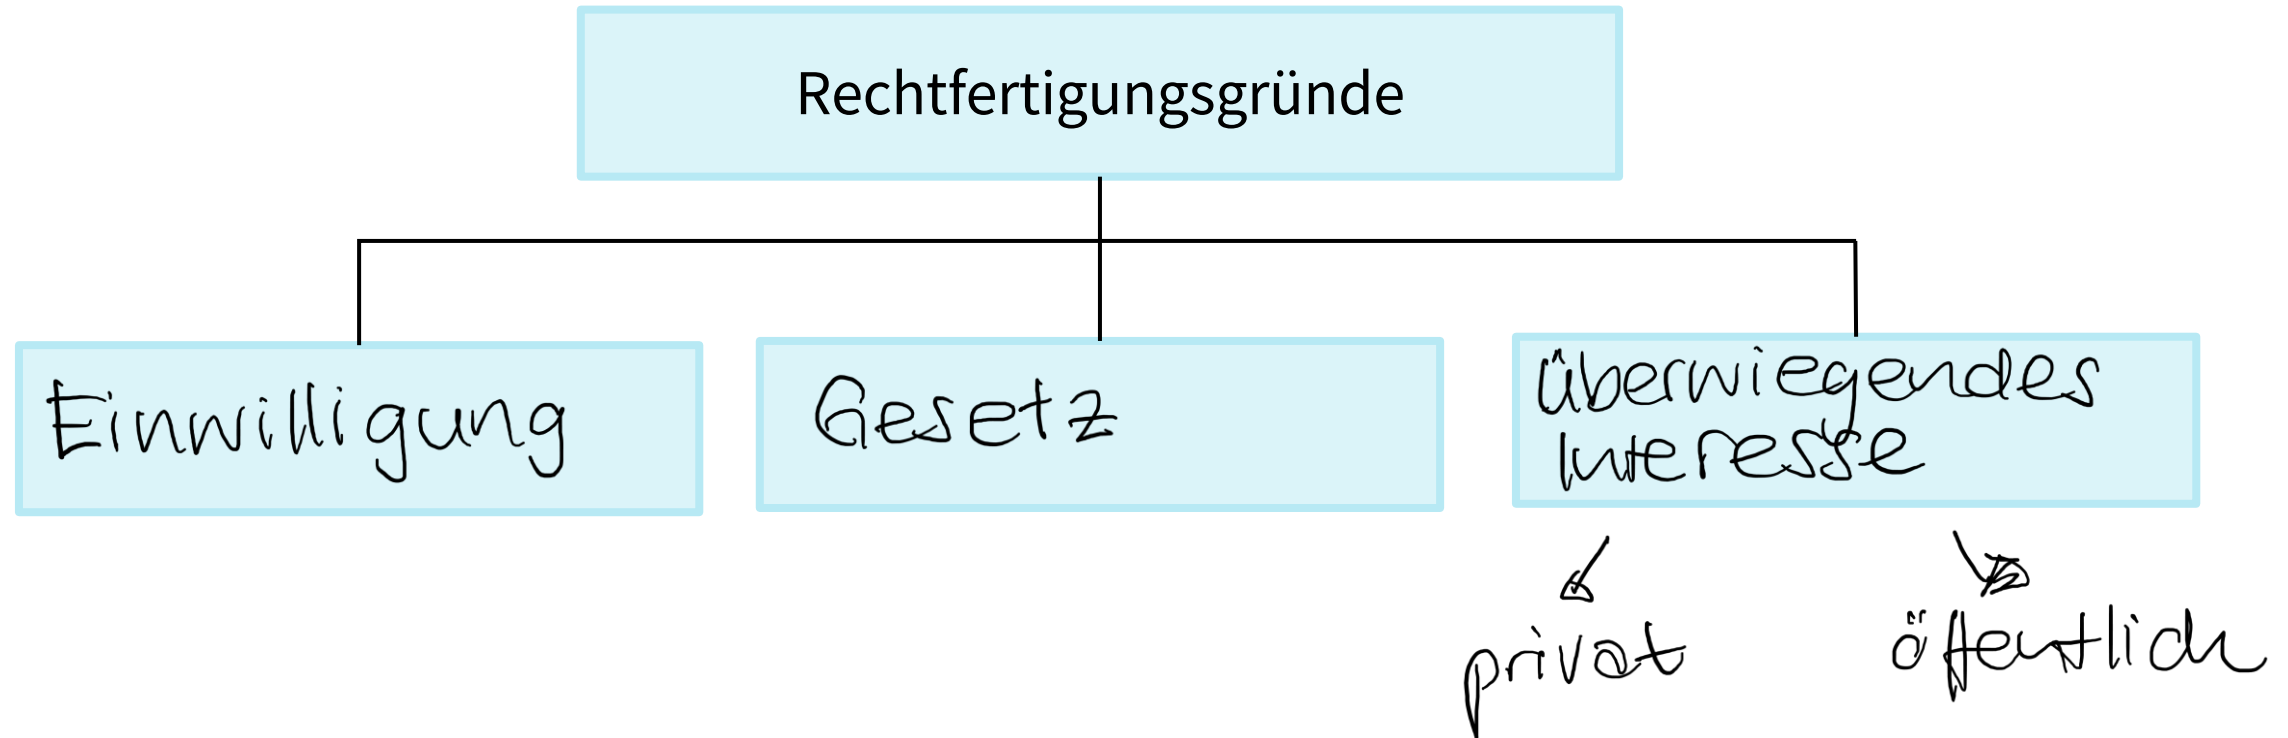 Rechtfertigungsgründe
Einwilligung
Gesetz
überwiegendes
Interesse
privat
öffentlich